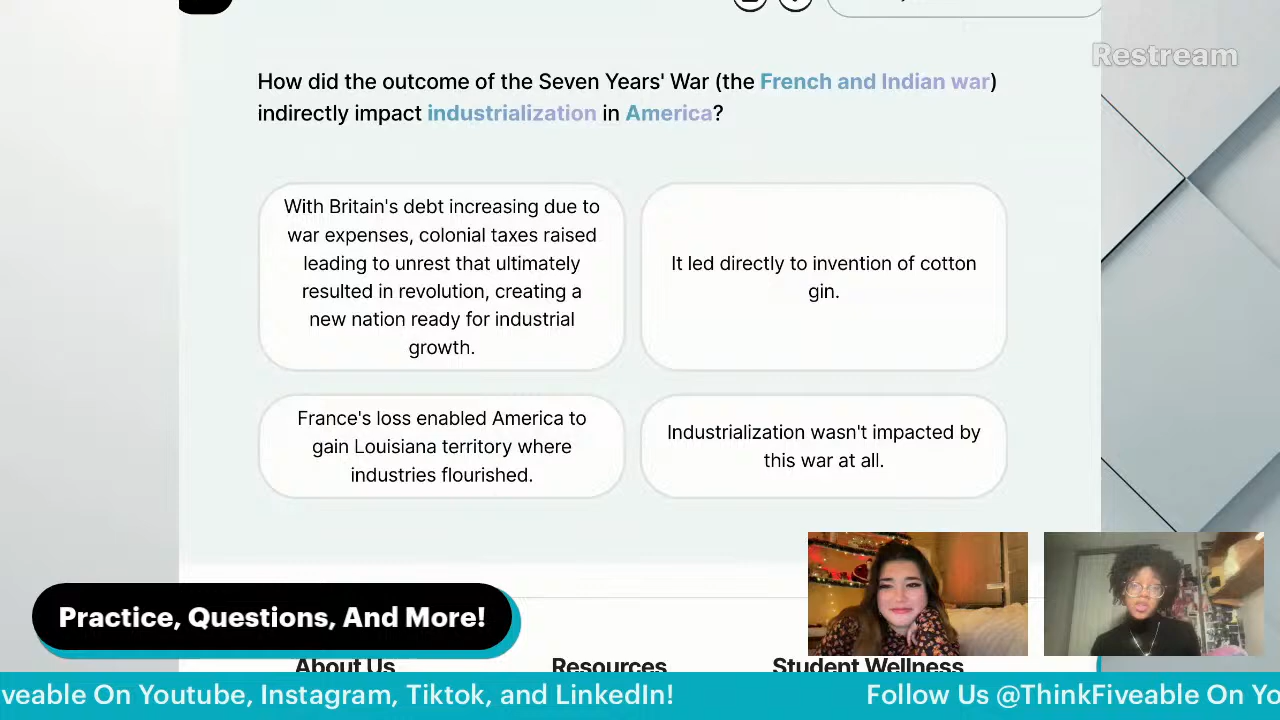 Restream
How did the outcome of the Seven Years' War (the French and Indian war)
indirectly impact industrialization in America?
With Britain's debt increasing due to
war expenses, colonial taxes raised
leading to unrest that ultimately
resulted in revolution, creating a
new nation ready for industrial
growth.
It led directly to invention of cotton
gin.
France's loss enabled America to
gain Louisiana territory where
industries flourished.
Industrialization wasn't impacted by
this war at all.
Practice, Questions, And More!
About Us
Resources
Student Wellness
iveable On Youtube, Instagram, Tiktok, and LinkedIn!
Follow Us @ThinkFiveable On Yo